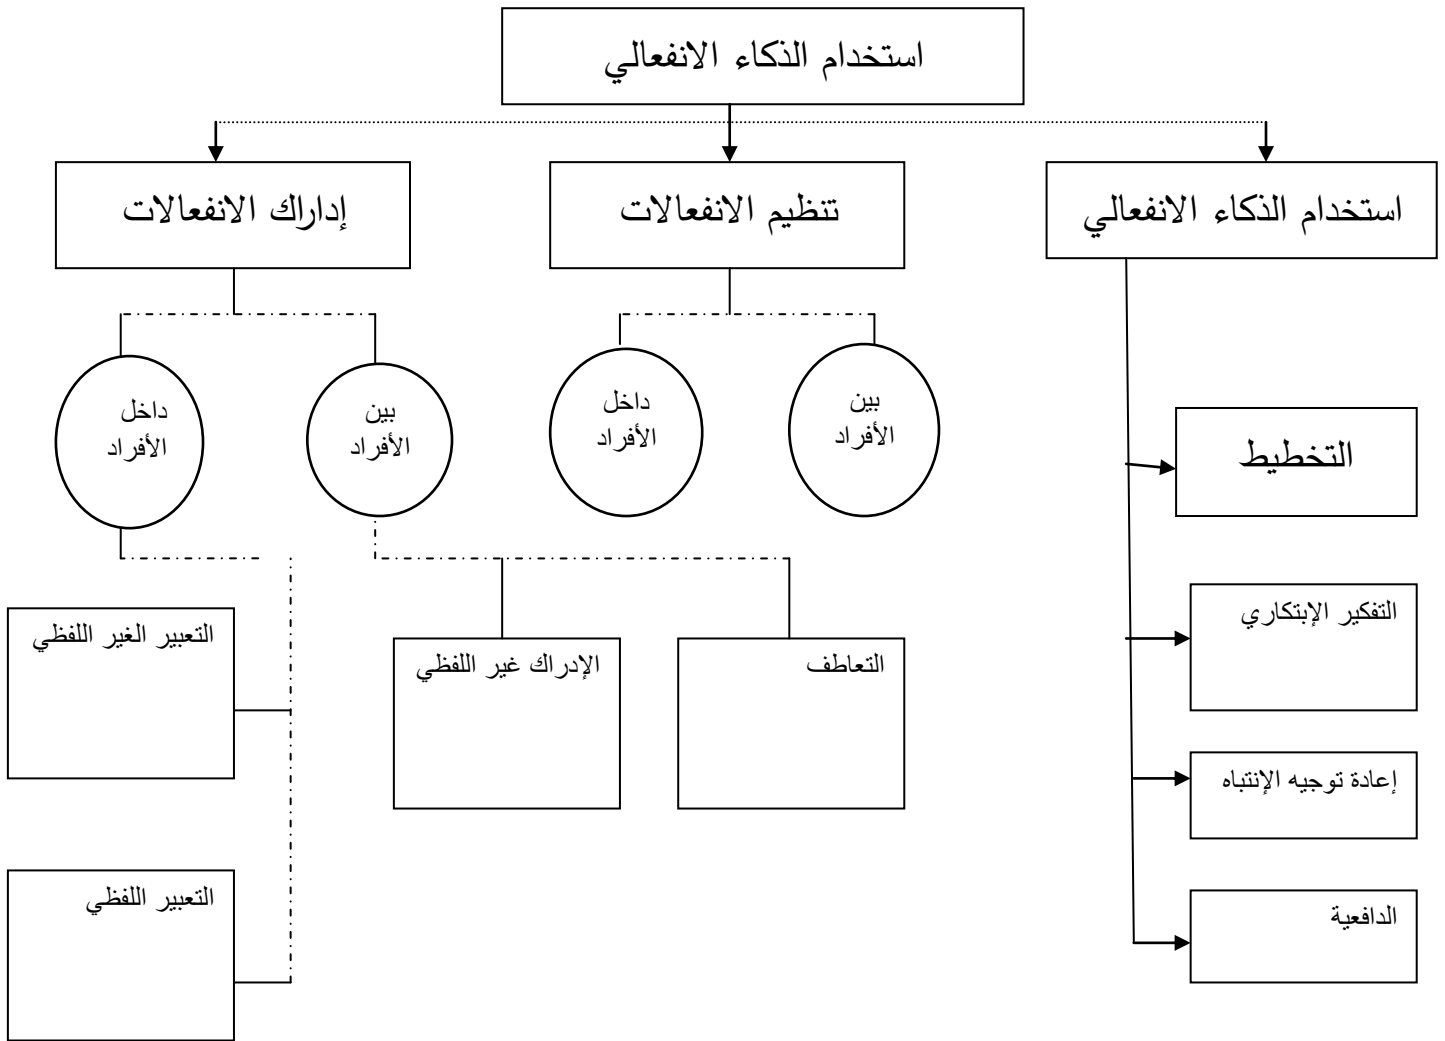 استخدام الذكاء الانفعالي
استخدام الذكاء الانفعالي
تنظيم الانفعالات
إداراك الانفعالات
بين
الأفراد
داخل
الأفراد
بين
الأفراد
داخل
الأفراد
التخطيط
التفكير الإبتكاري
إعادة توجيه الإنتباه
الدافعية
التعاطف
الإدراك غير اللفظي
التعبير الغير اللفظي
التعبير اللفظي